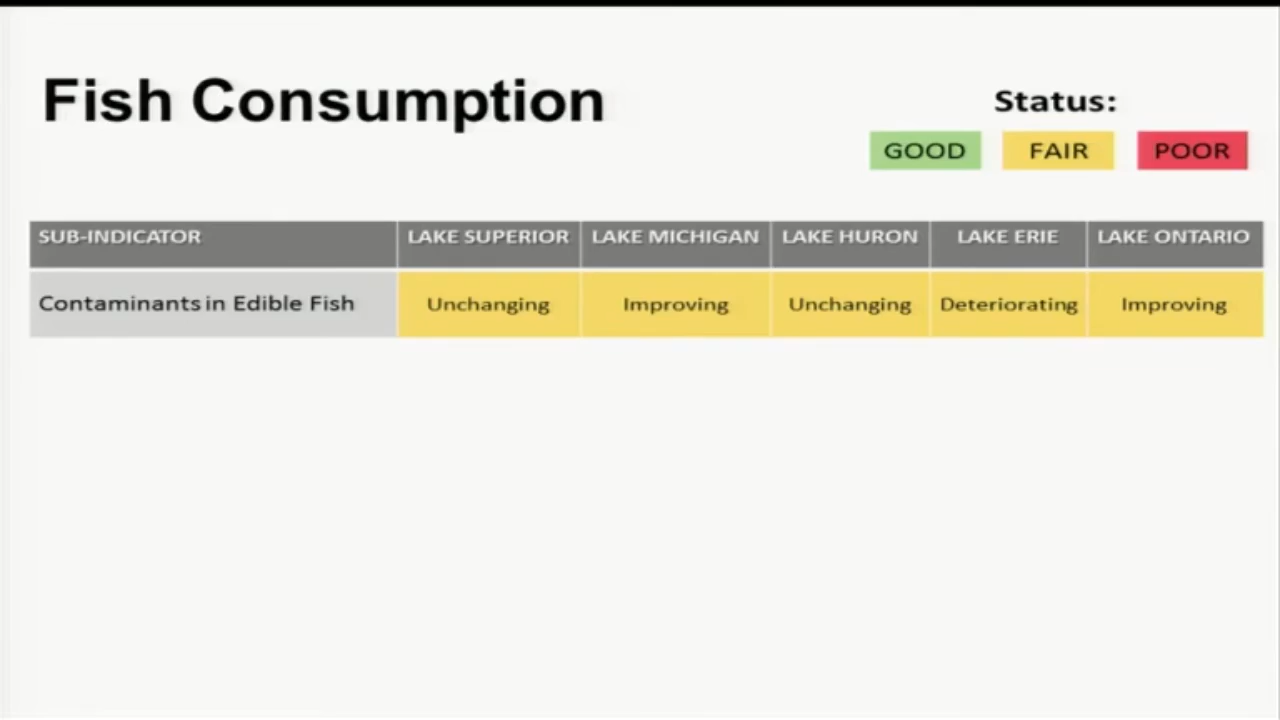 Fish Consumption
Status:
GOOD FAIR POOR
SUB-INDICATOR LAKE SUPERIOR LAKE MICHIGAN LAKE HURON LAKE ERIE LAKE ONTARIO
Contaminants in Edible Fish Unchanging Improving Unchanging Deteriorating Improving